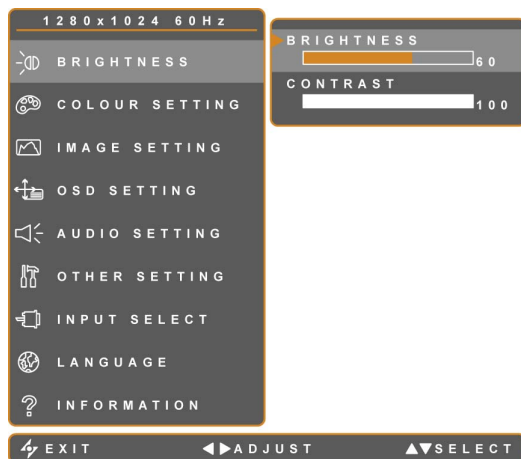 1280x1024 60Hz
BRIGHTNESS
COLOUR SETTING
IMAGE SETTING
OSD SETTING
AUDIO SETTING
OTHER SETTING
INPUT SELECT
LANGUAGE
INFORMATION
BRIGHTNESS
60
CONTRAST
100
EXIT ◀▶ADJUST ▲▼SELECT